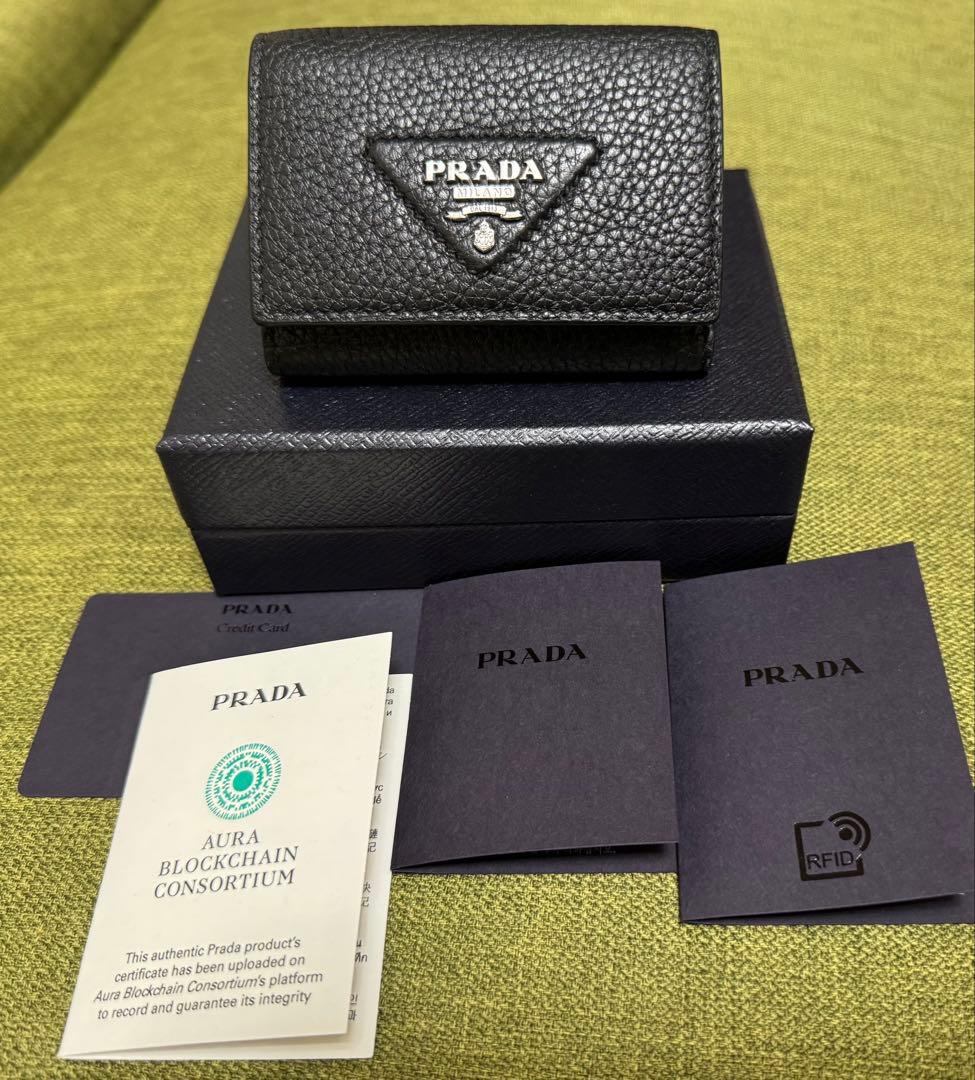 PRADA
MILANO
PRADA
Credit Card
PRADA
AURA
BLOCKCHAIN
CONSORTIUM
This authentic Prada product's
certificate has been uploaded on
Aura Blockchain Consortium's platform
to record and guarantee its integrity
PRADA
PRADA
RFID